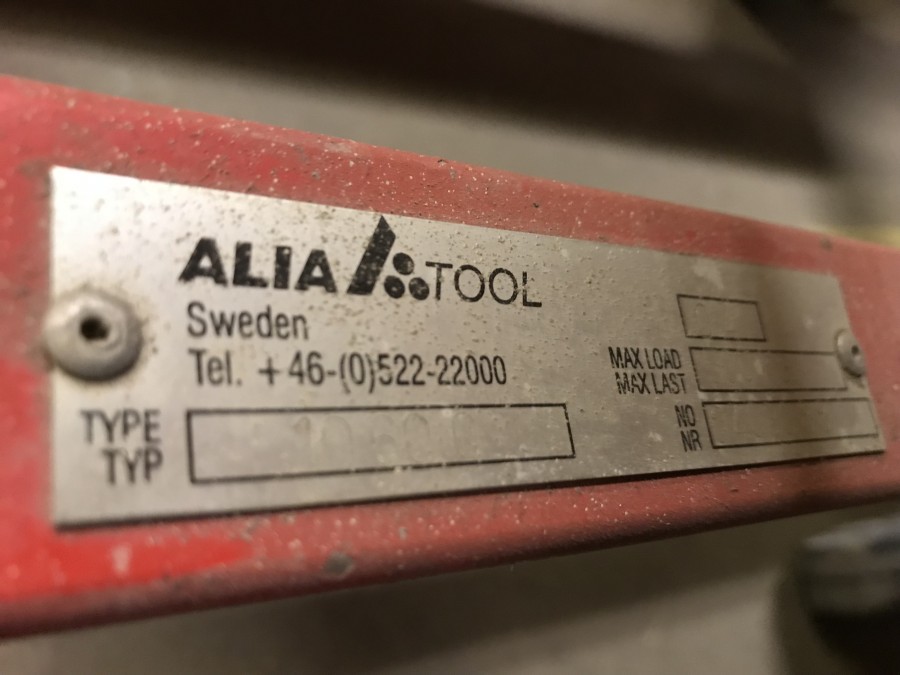 ALIA TOOL
Sweden
Tel. +46-(0)522-22000
TYPE
TYP
MAX LOAD
MAX LAST
NO
NR